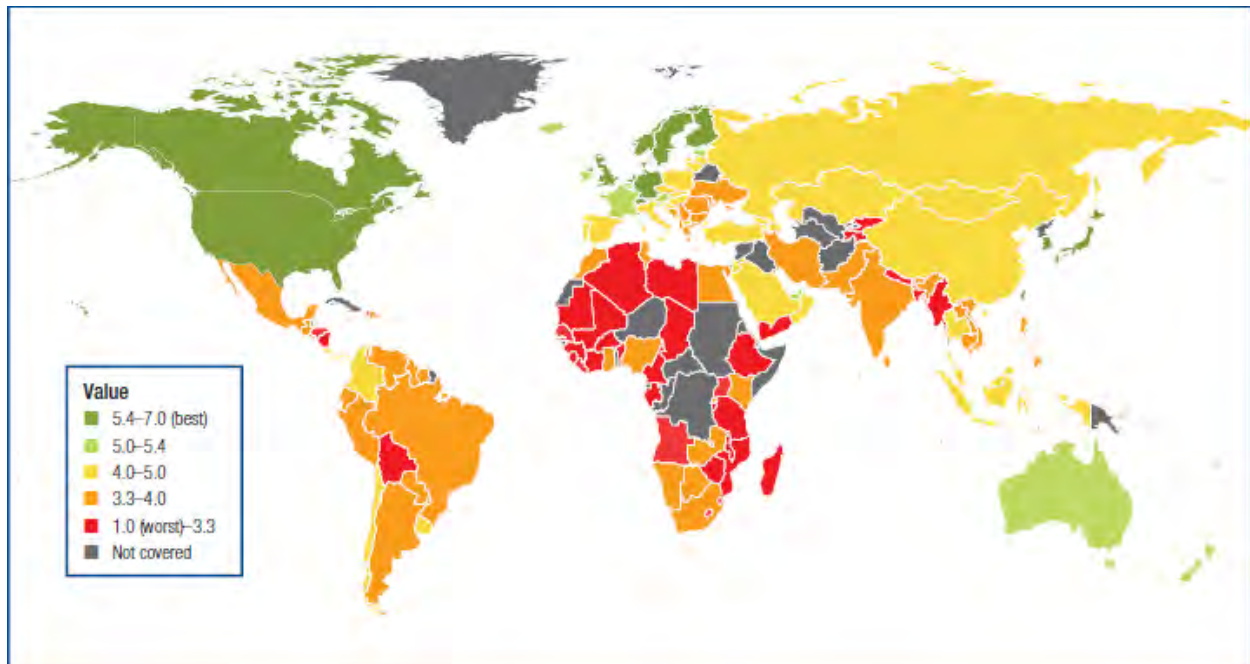 Value
5.4–7.0 (best)
5.0–5.4
4.0–5.0
3.3–4.0
1.0 (worst)–3.3
Not covered